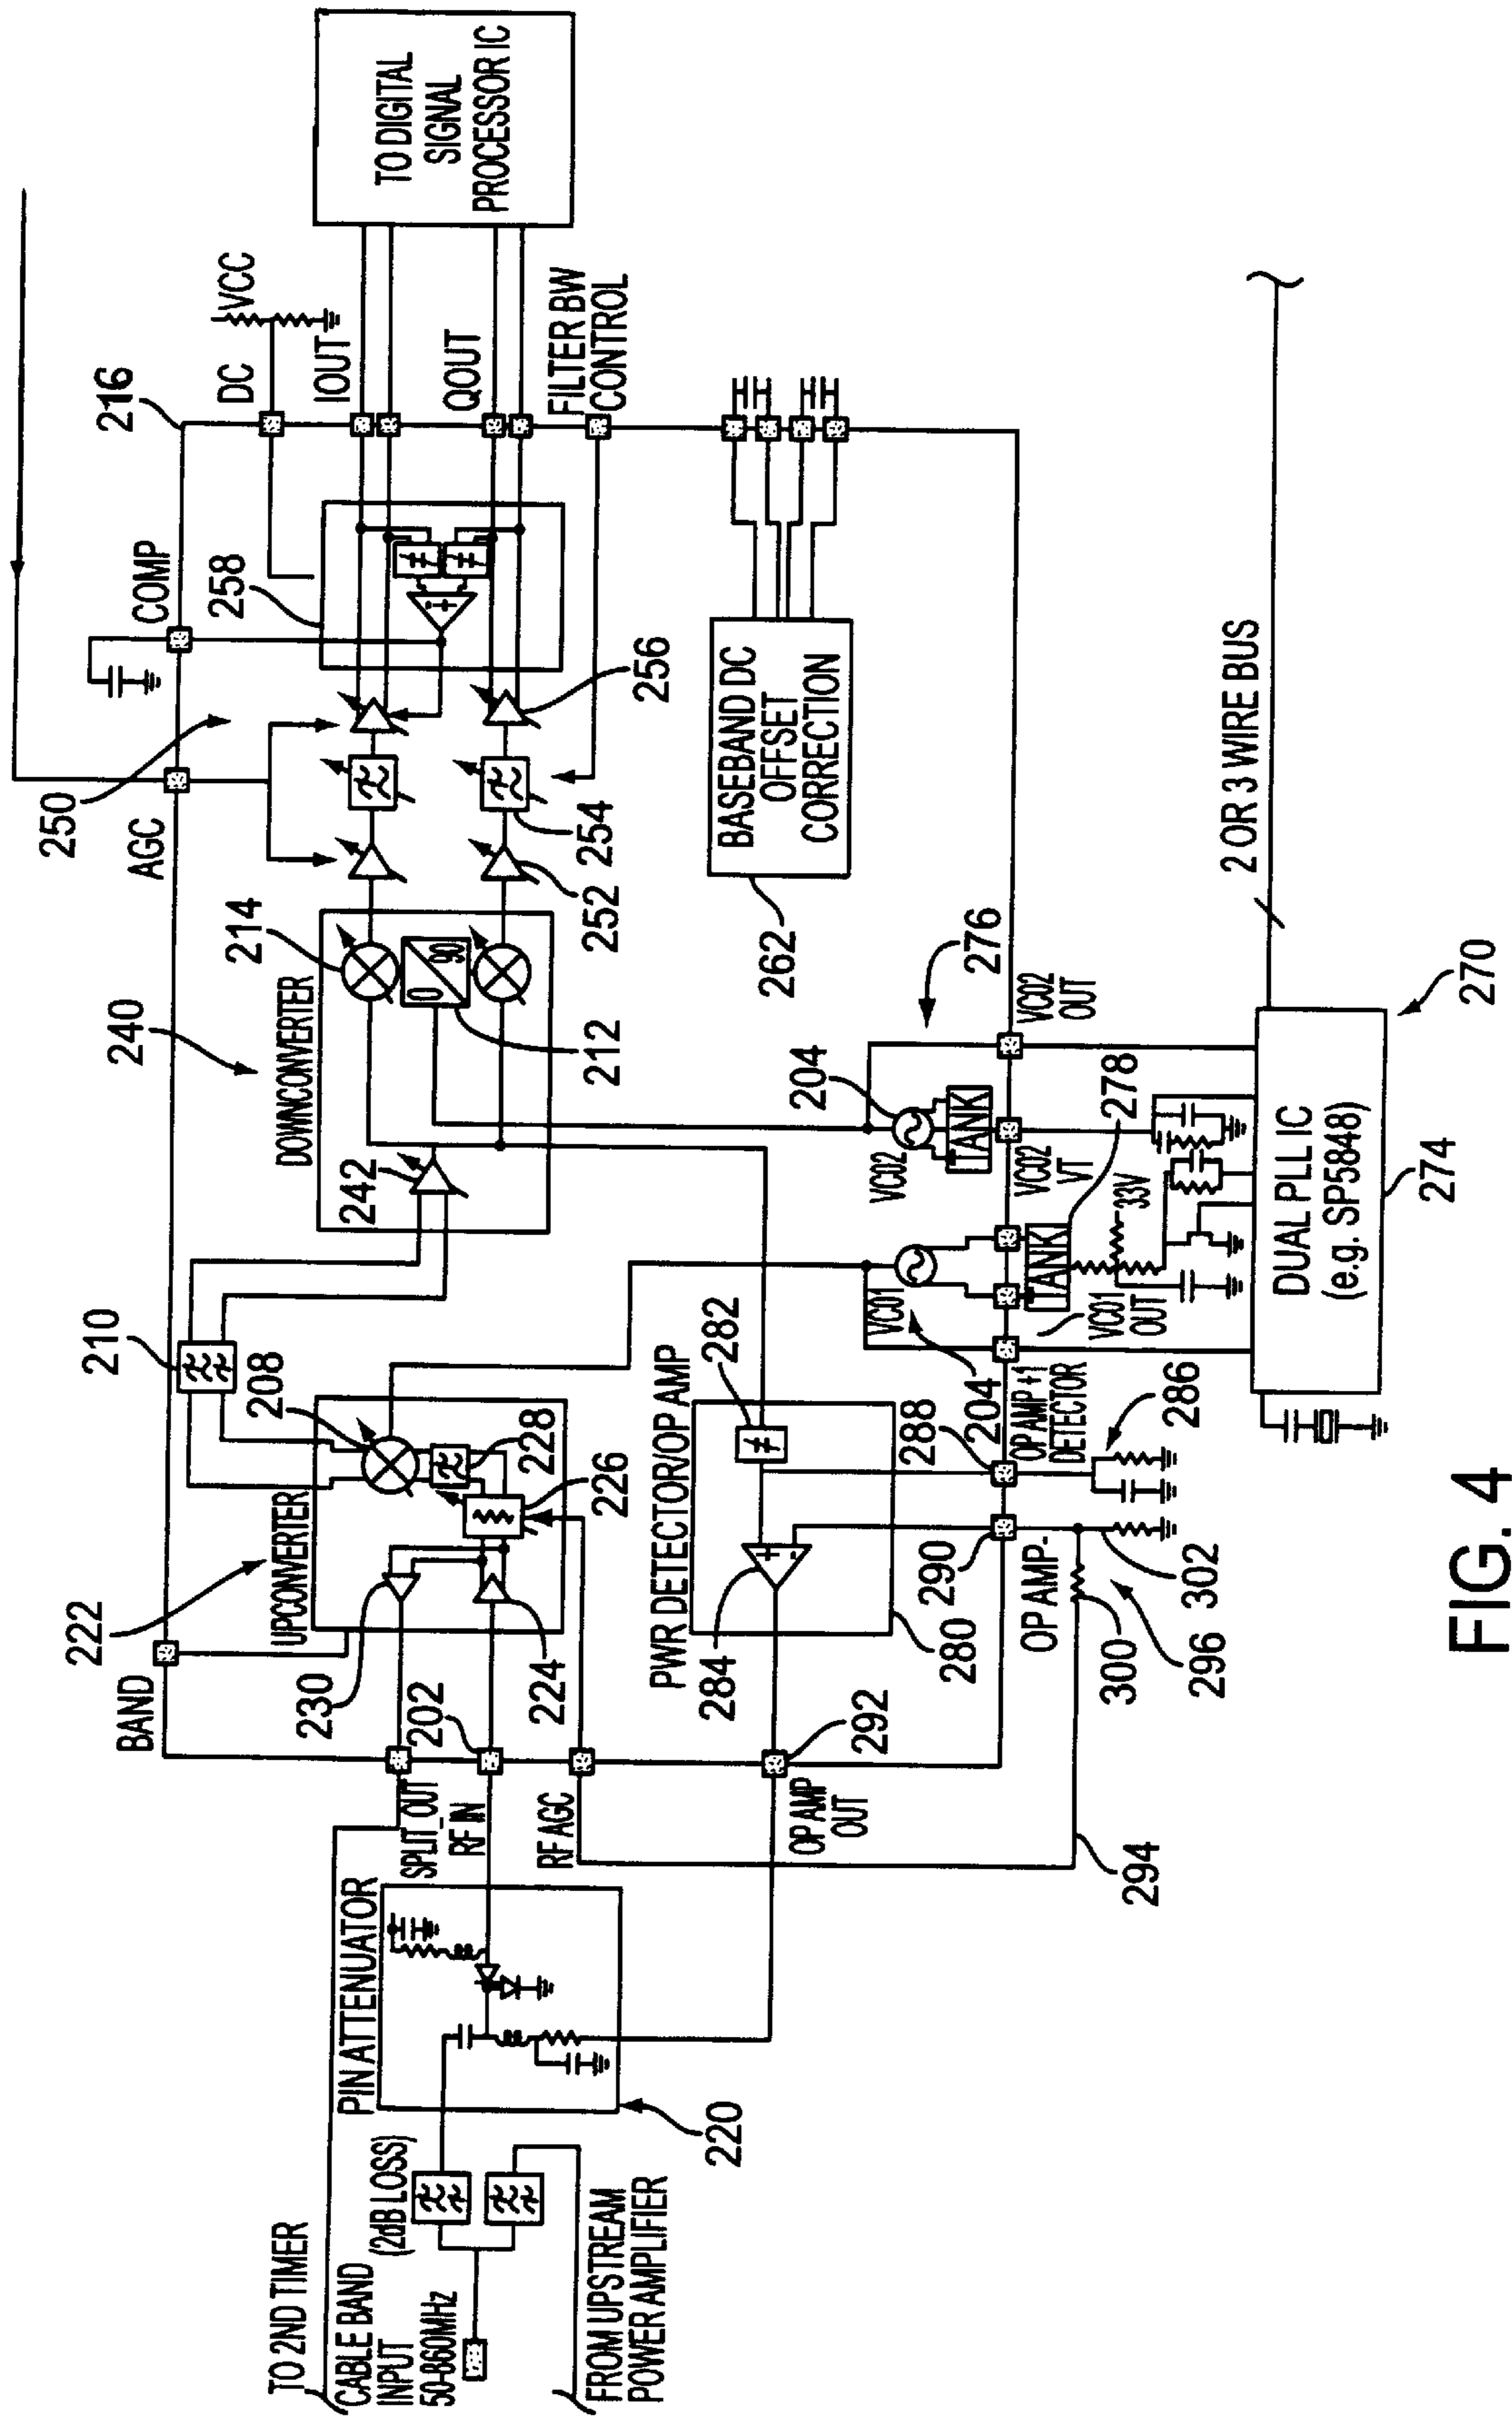 TO DIGITAL
SIGNAL
PROCESSOR IC
VCC
DC
IOUT
QOUT
FILTER BW
CONTROL
216
COMP
258
256
250
AGC
254
252
BASEBAND DC
OFFSET
CORRECTION
262
214
240
DOWNCONVERTER
0
90
212
242
276
204
VCO2
TANK
VCO2
OUT
VCO2
VT
278
33V
2 OR 3 WIRE BUS
270
DUAL PLL IC
(e.g. SP5848)
274
VCO1
TANK
VCO1
OUT
204
210
208
228
226
222
UPCONVERTER
230
224
BAND
202
SPLIT_OUT
RF IN
RF AGC
PWR DETECTOR/OP AMP
282
284
280
288
OP AMP +1
DETECTOR
286
290
OP AMP-
302
300
296
292
OP AMP
OUT
294
PIN ATTENUATOR
220
(2dB LOSS)
TO 2ND TIMER
CABLE BAND
INPUT
50-860MHz
FROM UPSTREAM
POWER AMPLIFIER
FIG. 4